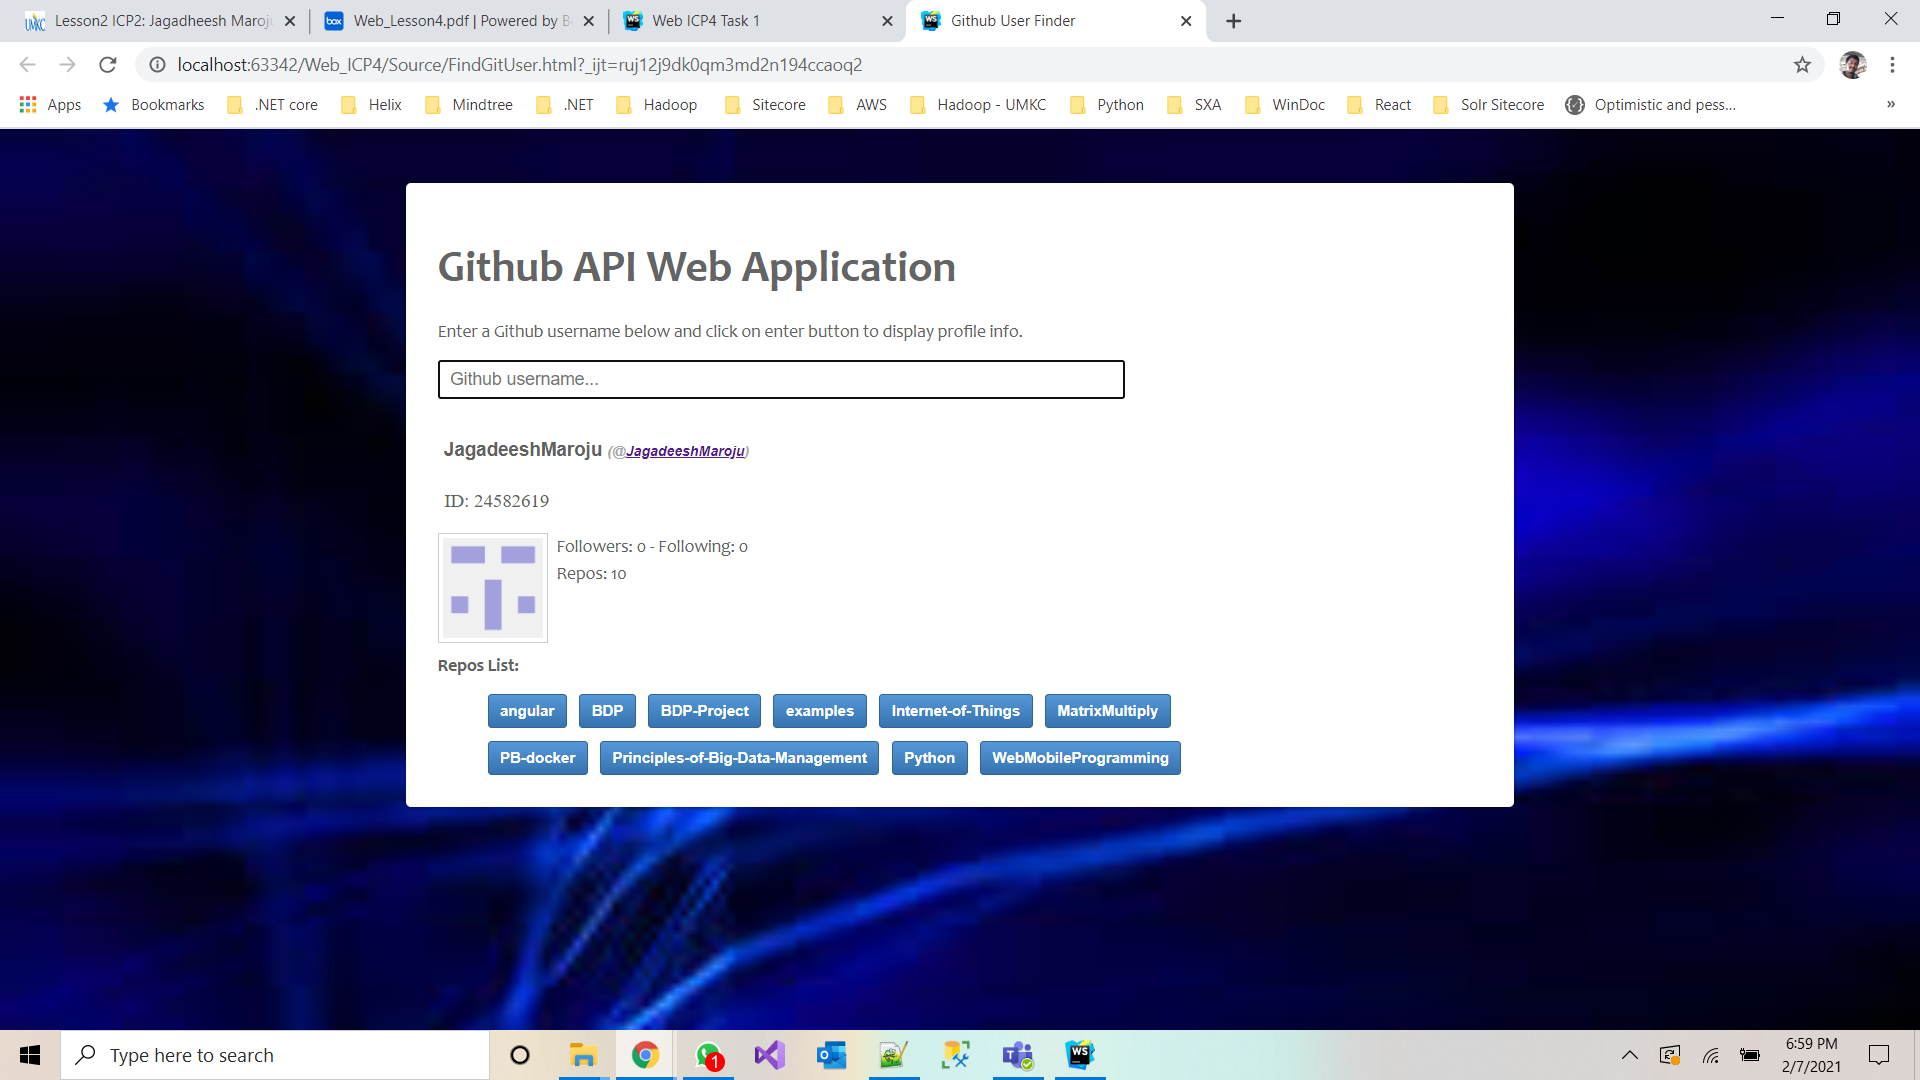 Lesson2 ICP2: Jagadheesh Maroju
Web_Lesson4.pdf | Powered by B
Web ICP4 Task 1
Github User Finder
localhost:63342/Web_ICP4/Source/FindGitUser.html?_ijt=ruj12j9dk0qm3md2n194ccaoq2
Apps Bookmarks .NET core Helix Mindtree .NET Hadoop Sitecore AWS Hadoop - UMKC Python SXA WinDoc React Solr Sitecore Optimistic and pess... »
Github API Web Application
Enter a Github username below and click on enter button to display profile info.
Github username...
JagadeeshMaroju (@JagadeeshMaroju)
ID: 24582619
Followers: 0 - Following: 0
Repos: 10
Repos List:
angular BDP BDP-Project examples Internet-of-Things MatrixMultiply
PB-docker Principles-of-Big-Data-Management Python WebMobileProgramming
Type here to search
1
WS
6:59 PM
2/7/2021